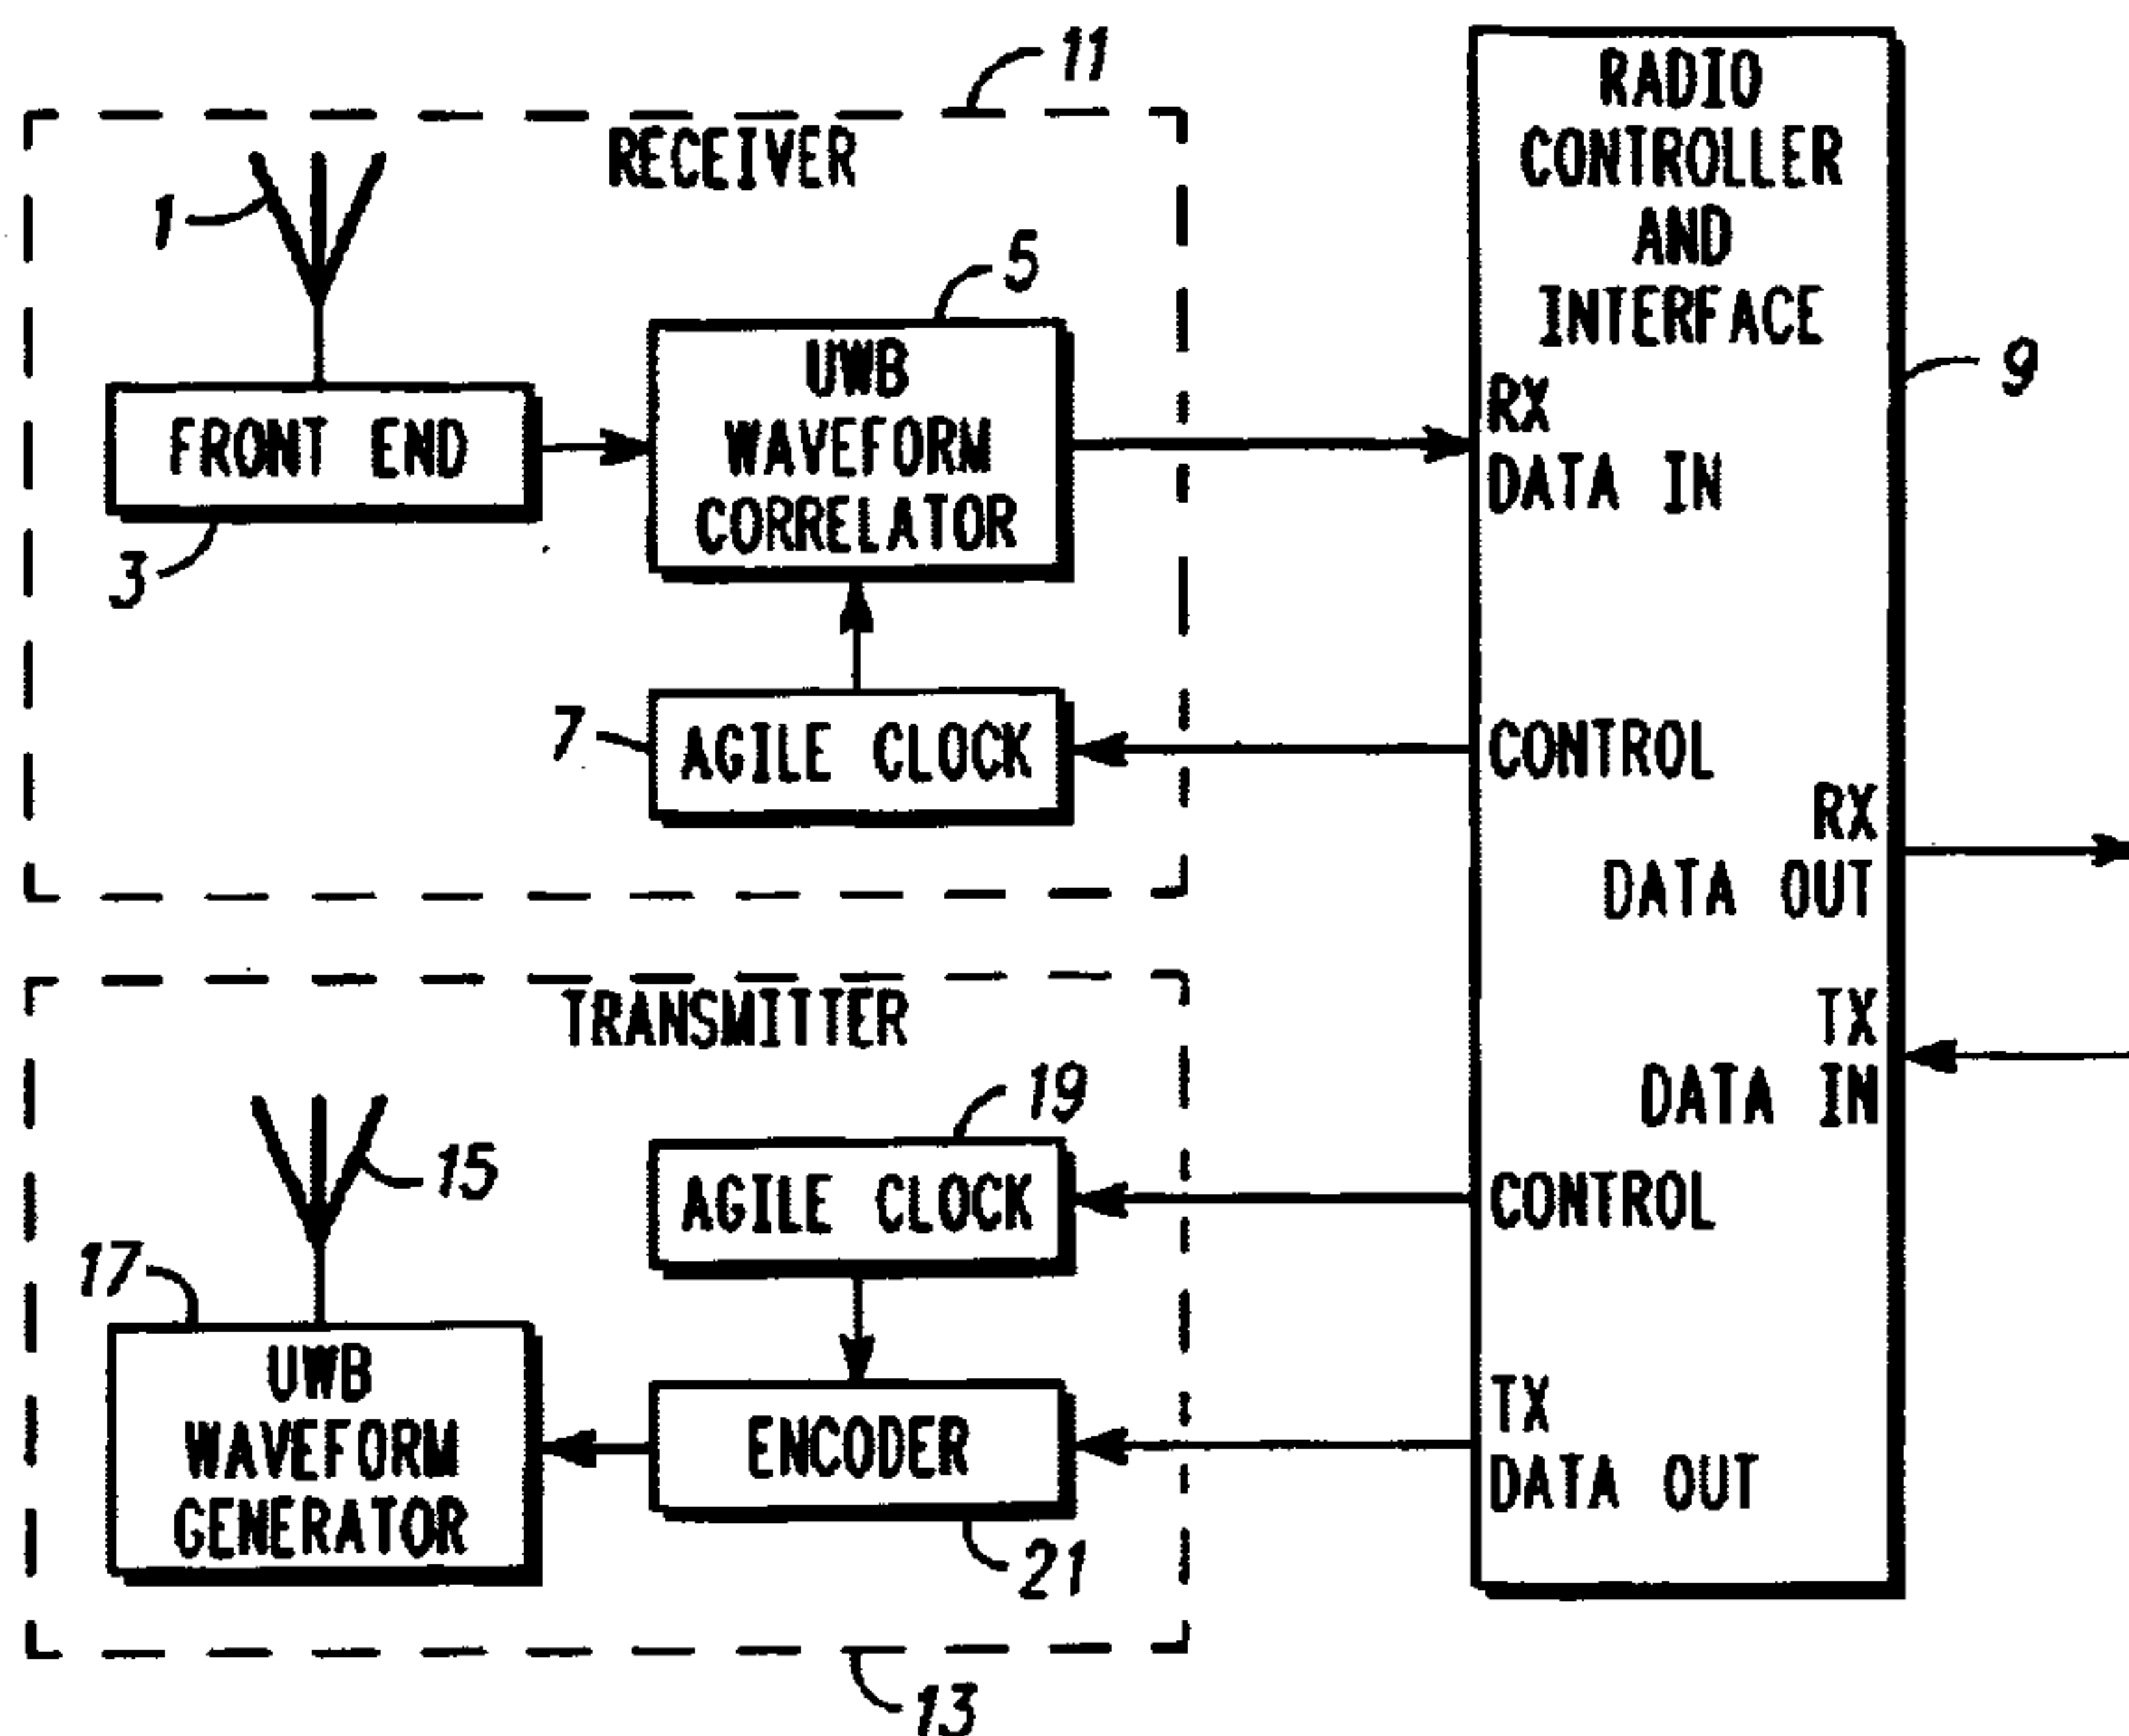 11
RECEIVER
1
5
UWB
WAVEFORM
CORRELATOR
FRONT END
3
7
AGILE CLOCK
RADIO
CONTROLLER
AND
INTERFACE
9
RX
DATA IN
CONTROL
RX
DATA OUT
TX
DATA IN
CONTROL
TX
DATA OUT
TRANSMITTER
19
15
AGILE CLOCK
17
UWB
WAVEFORM
GENERATOR
ENCODER
21
13